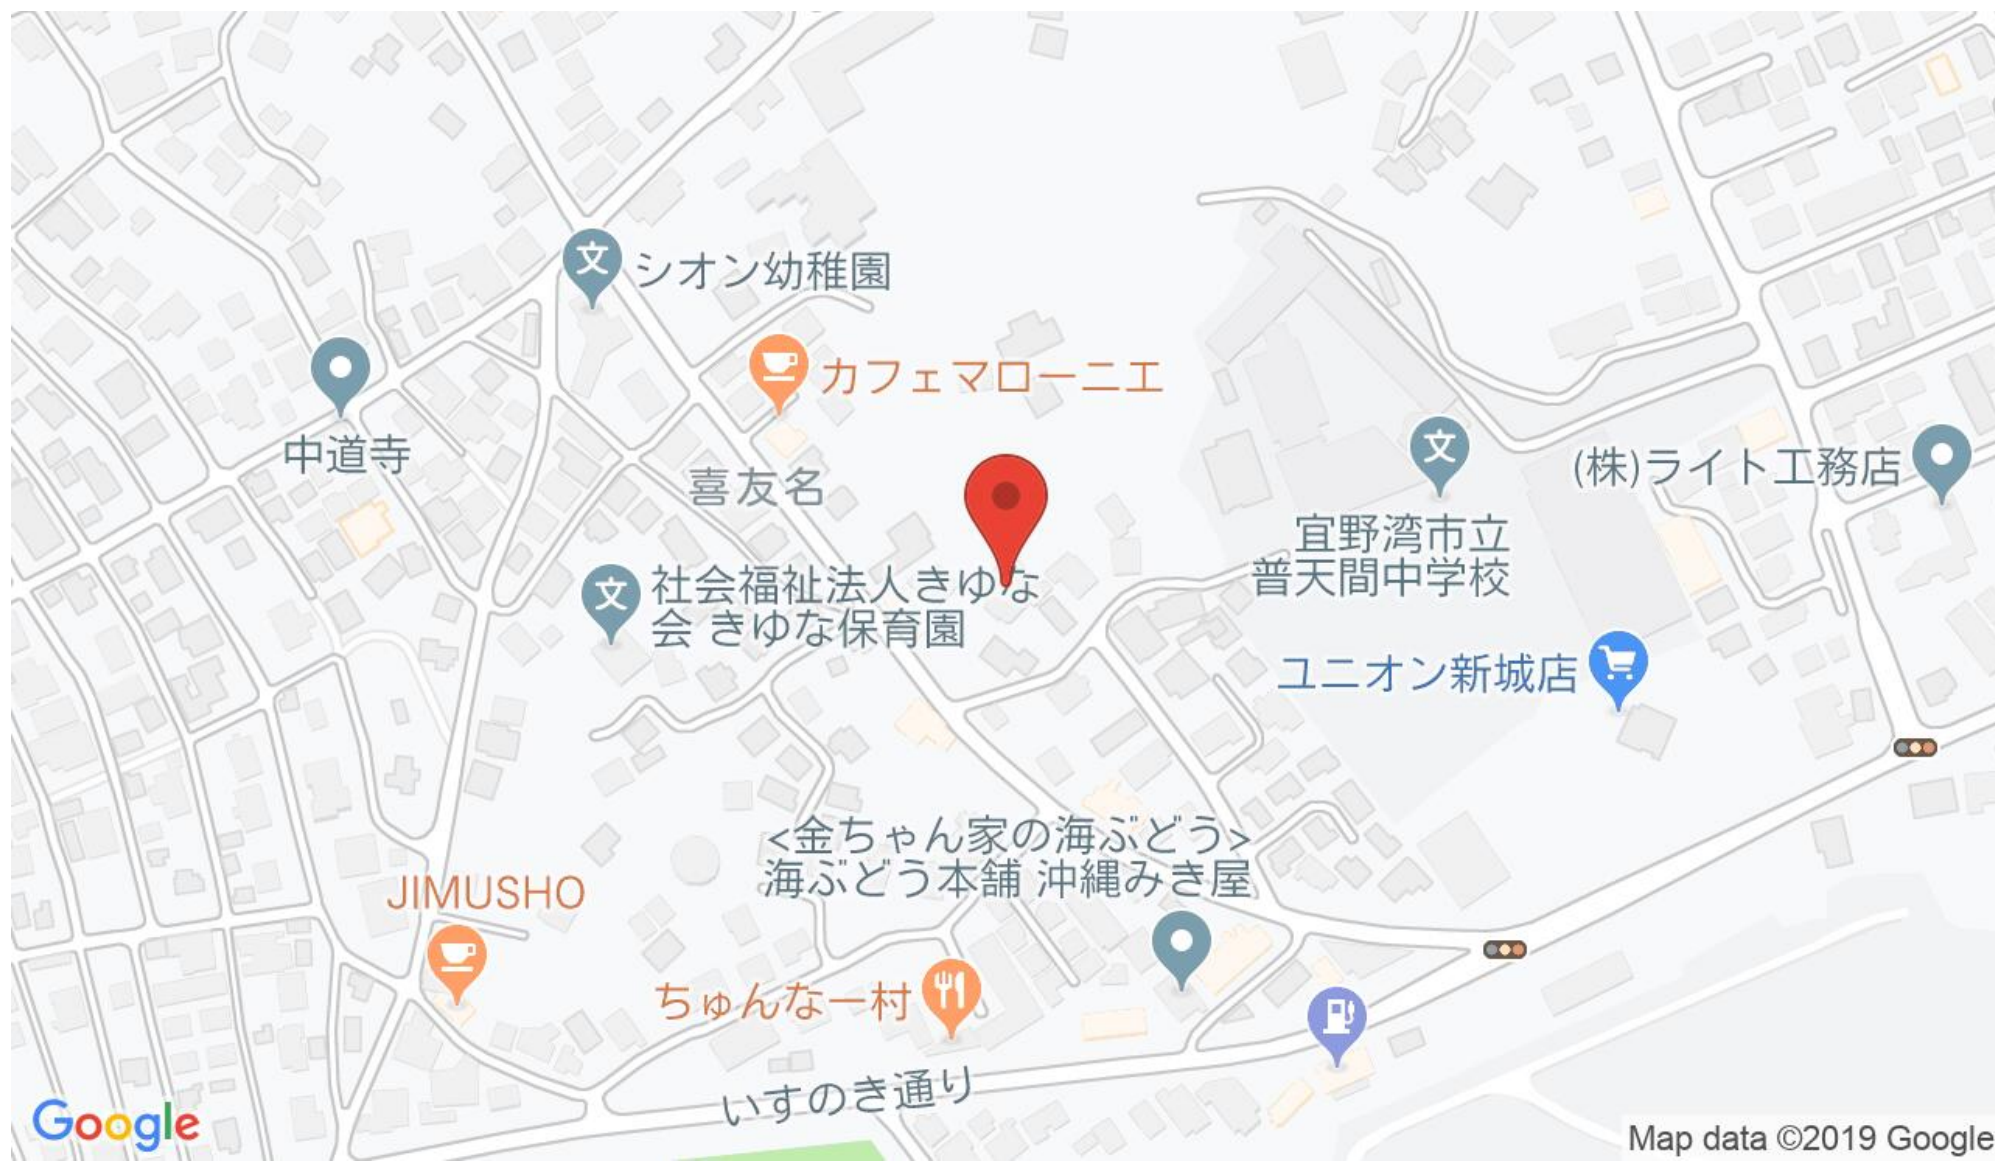 シオン幼稚園
カフェマローニエ
中道寺
喜友名
文
文
文
(株)ライト工務店
宜野湾市立
普天間中学校
社会福祉法人きゆな
会 きゆな保育園
ユニオン新城店
<金ちゃん家の海ぶどう>
海ぶどう本舗 沖縄みき屋
JIMUSHO
ちゅんなー村
いすのき通り
Google
Map data ©2019 Google